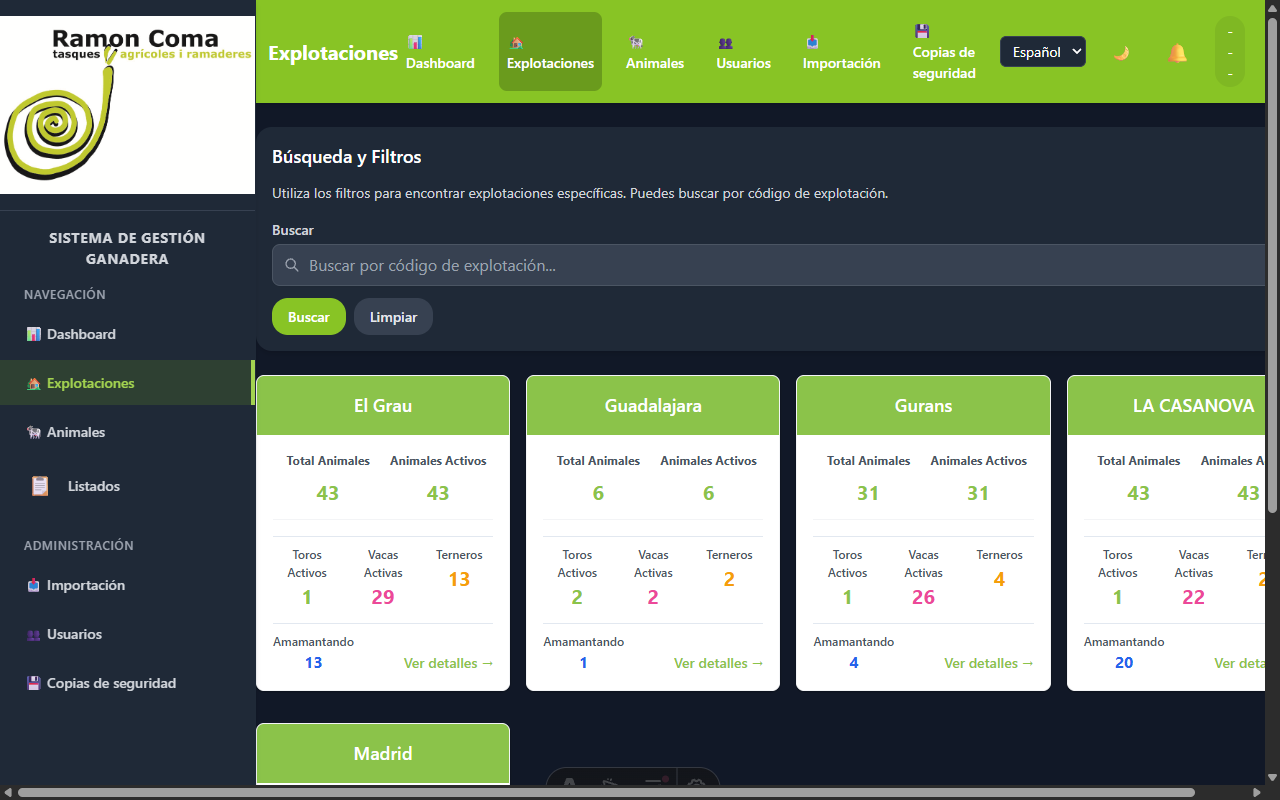 Ramon Coma
tasques agrícoles i ramaderes
SISTEMA DE GESTIÓN
GANADERA
NAVEGACIÓN
Dashboard
Explotaciones
Animales
Listados
ADMINISTRACIÓN
Importación
Usuarios
Copias de seguridad
Explotaciones
Dashboard
Explotaciones
Animales
Usuarios
Importación
Copias de
seguridad
Español
-
-
-
Búsqueda y Filtros
Utiliza los filtros para encontrar explotaciones específicas. Puedes buscar por código de explotación.
Buscar
Buscar por código de explotación...
Buscar
Limpiar
El Grau
Total Animales
Animales Activos
43
43
Toros
Activos
1
Vacas
Activas
29
Terneros
13
Amamantando
13
Ver detalles →
Guadalajara
Total Animales
Animales Activos
6
6
Toros
Activos
2
Vacas
Activas
2
Terneros
2
Amamantando
1
Ver detalles →
Gurans
Total Animales
Animales Activos
31
31
Toros
Activos
1
Vacas
Activas
26
Terneros
4
Amamantando
4
Ver detalles →
LA CASANOVA
Total Animales
Animales A
43
43
Toros
Activos
1
Vacas
Activas
22
Ter
2
Amamantando
20
Ver deta
Madrid